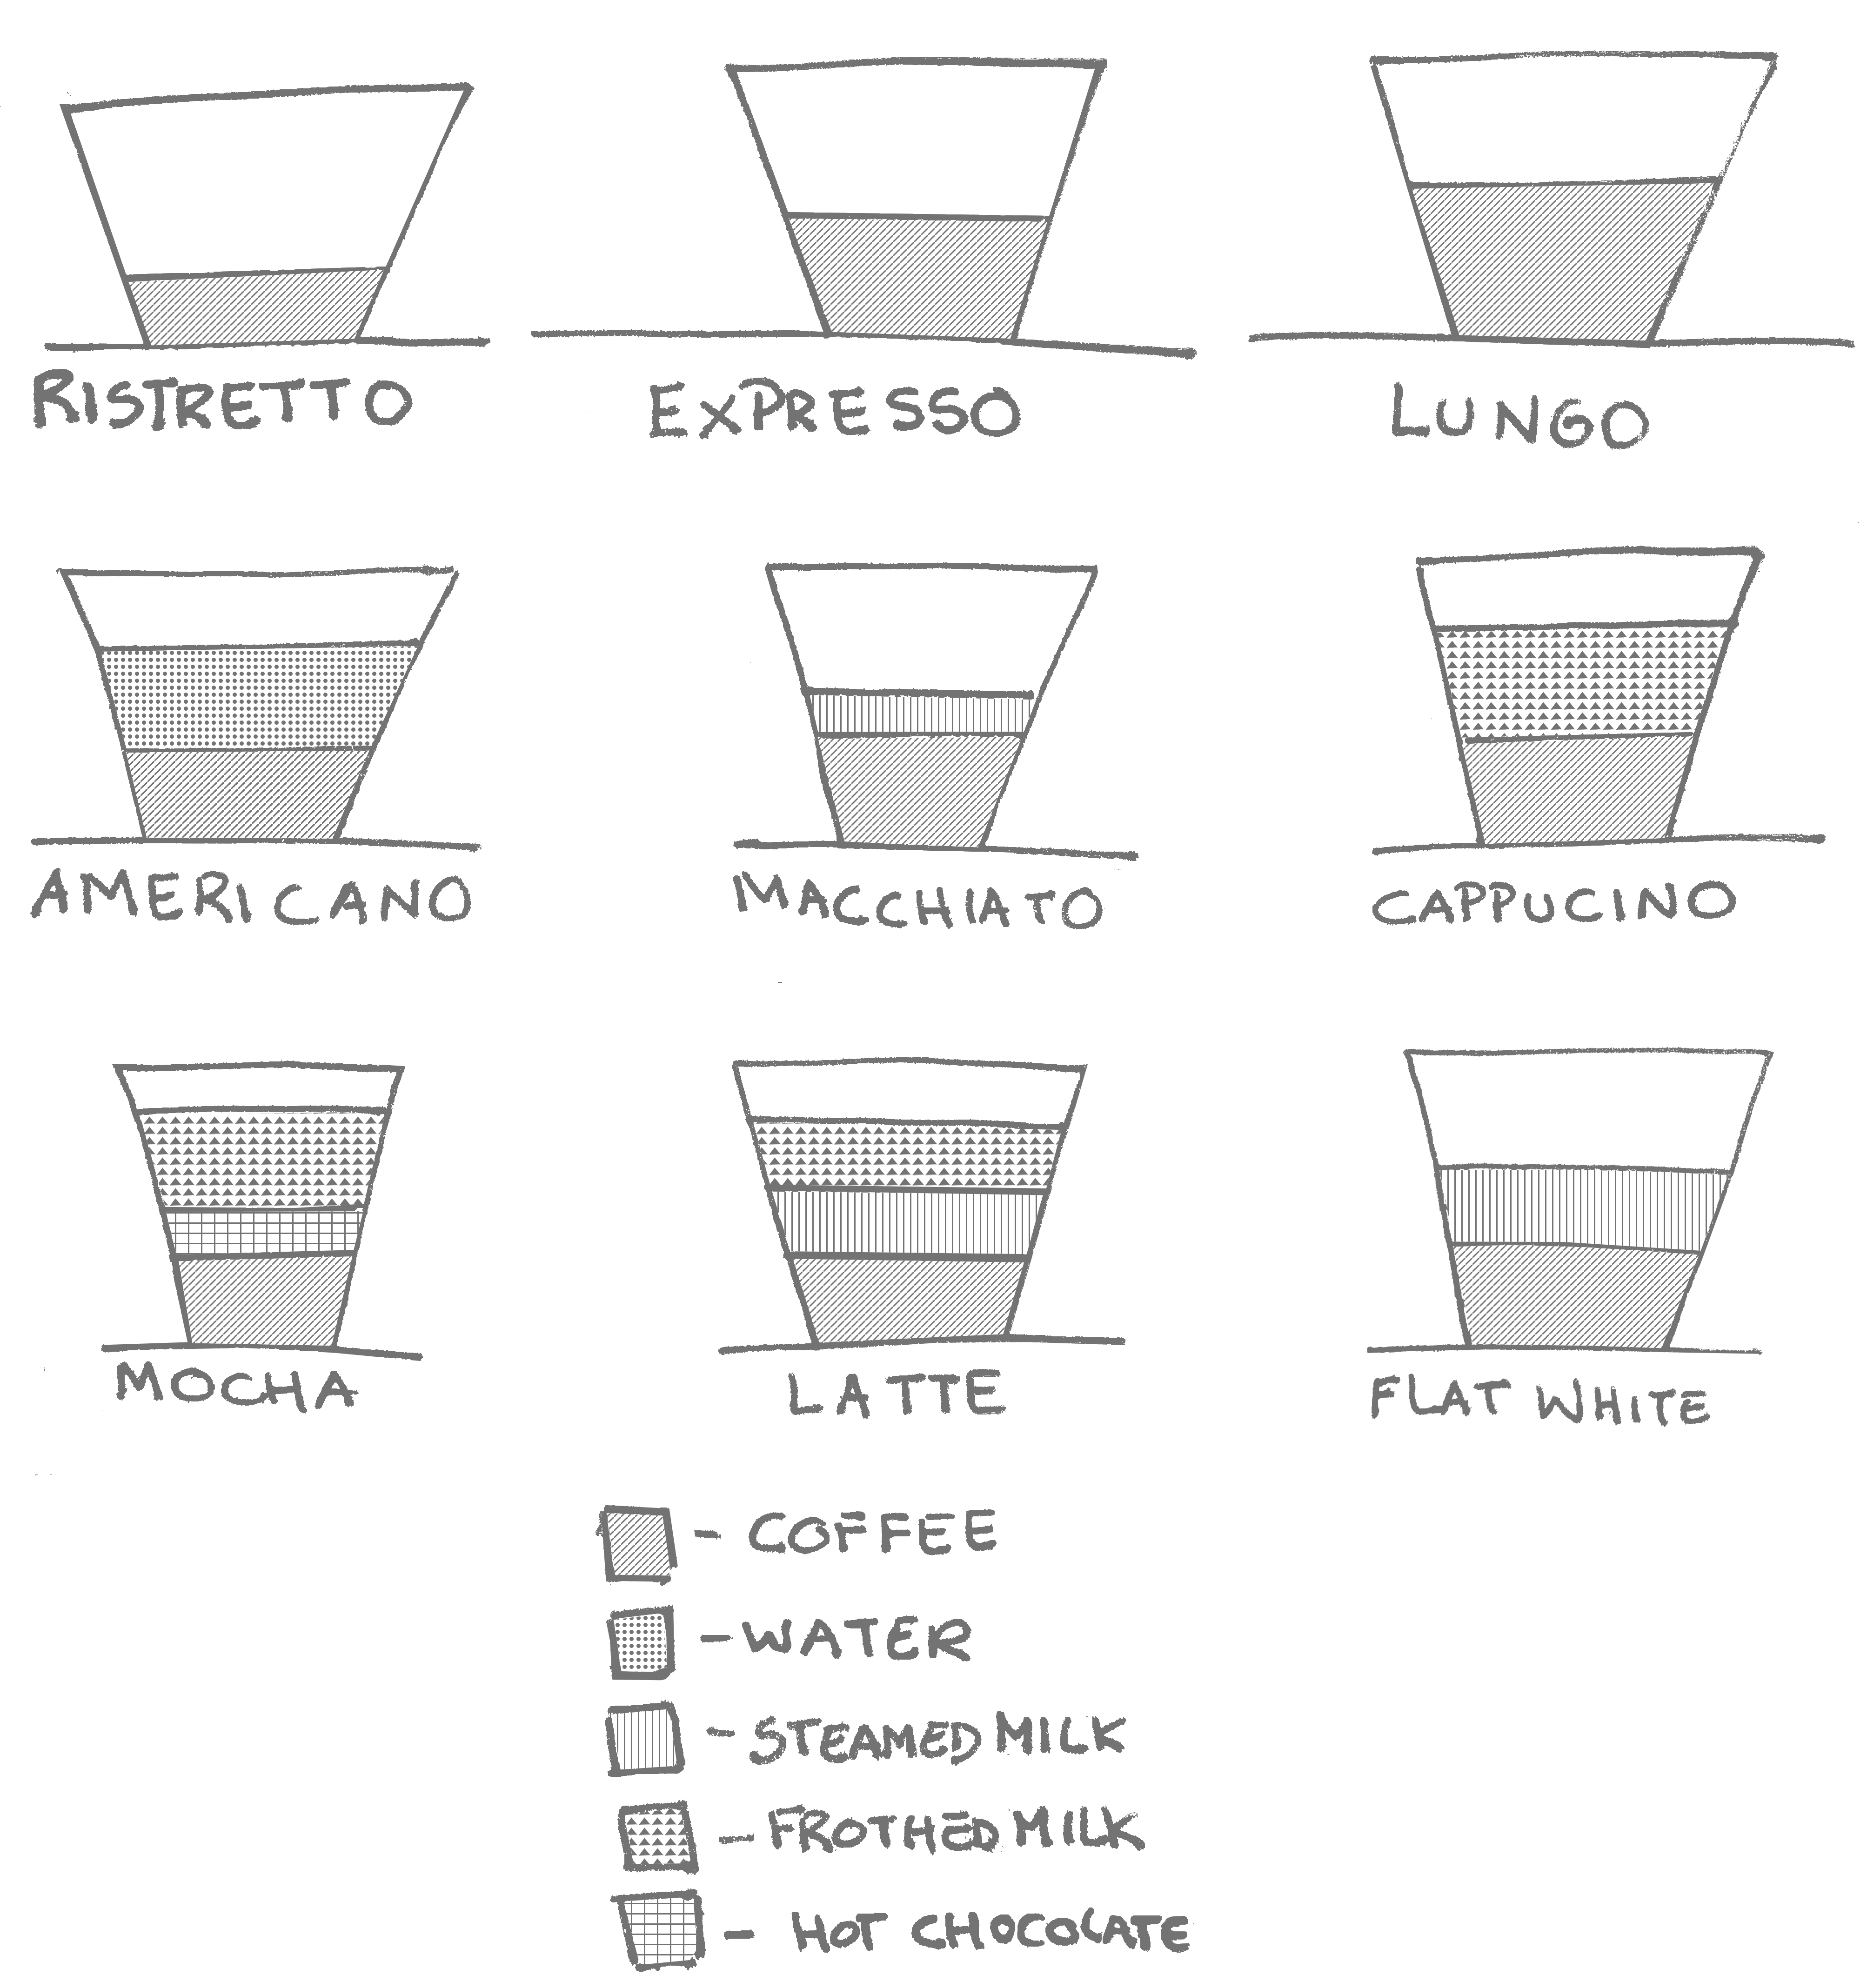 RISTRETTO
EXPRESSO
LUNGO
AMERICANO
MACCHIATO
CAPPUCINO
MOCHA
LATTE
FLAT WHITE
- COFFEE
- WATER
- STEAMED MILK
- FROTHED MILK
- HOT CHOCOLATE